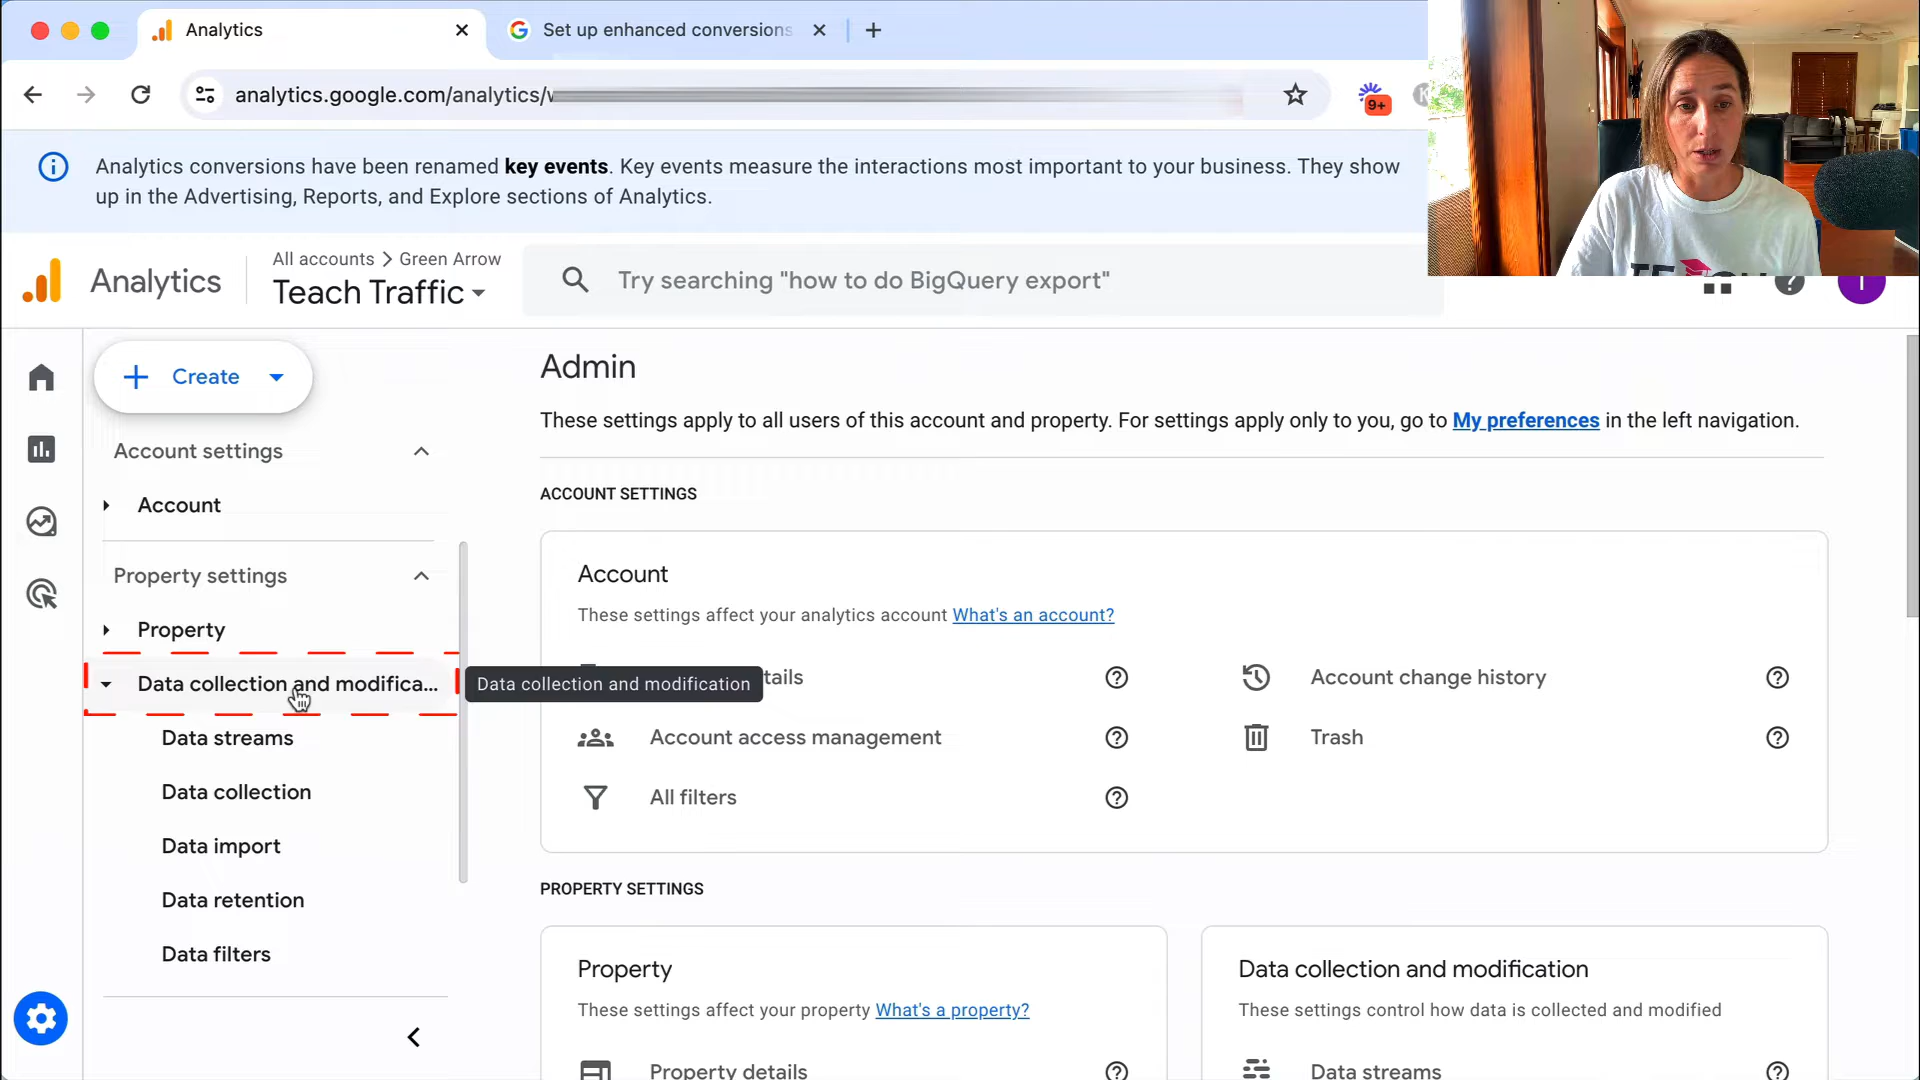 Analytics
Set up enhanced conversions
analytics.google.com/analytics/
9+
K
Analytics conversions have been renamed key events. Key events measure the interactions most important to your business. They show
up in the Advertising, Reports, and Explore sections of Analytics.
Analytics
All accounts > Green Arrow
Teach Traffic
Try searching "how to do BigQuery export"
Create
Account settings
Account
Property settings
Property
Data collection and modifica...
Data collection and modification
Data streams
Data collection
Data import
Data retention
Data filters
Admin
These settings apply to all users of this account and property. For settings apply only to you, go to My preferences in the left navigation.
ACCOUNT SETTINGS
Account
These settings affect your analytics account What's an account?
tails
Account change history
Account access management
Trash
All filters
PROPERTY SETTINGS
Property
These settings affect your property What's a property?
Property details
Data collection and modification
These settings control how data is collected and modified
Data streams